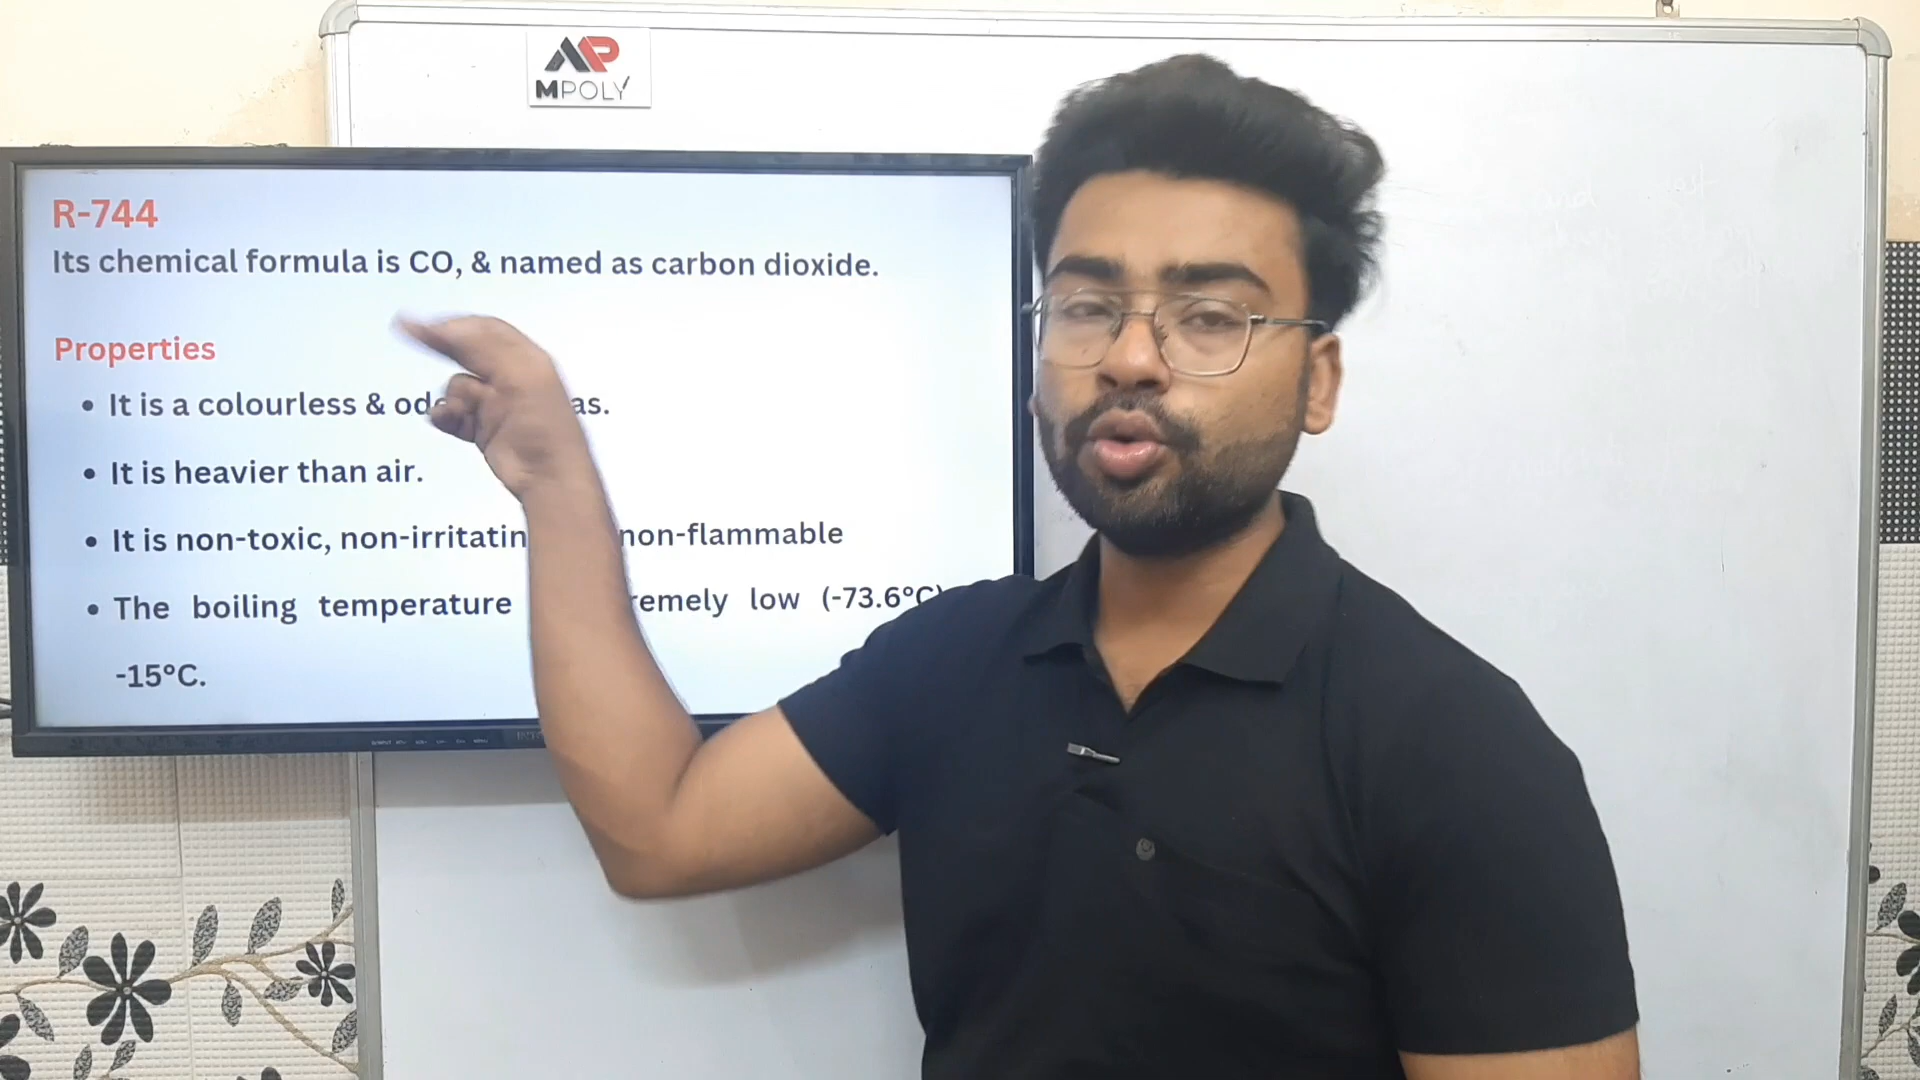 MPOLY
R-744
Its chemical formula is CO, & named as carbon dioxide.
Properties
• It is a colourless & od as.
• It is heavier than air.
• It is non-toxic, non-irritatin non-flammable
• The boiling temperature remely low (-73.6°C)
-15°C.